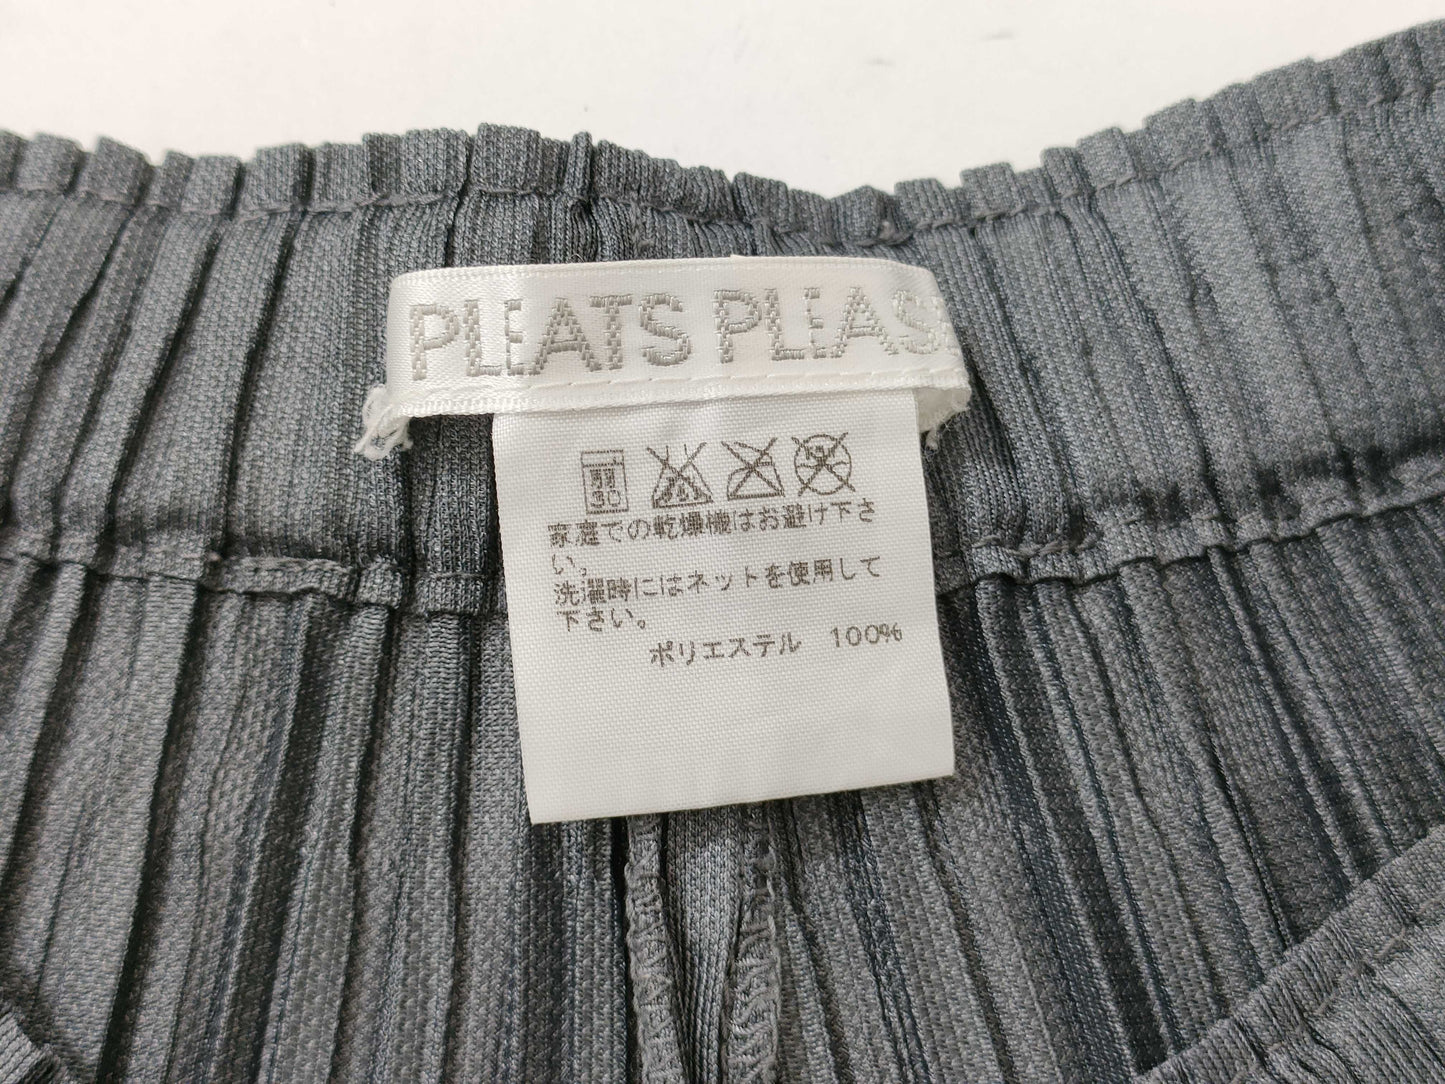 PLEATS PLEAS
弱
30
家庭での乾燥機はお避け下さ
い。
洗濯時にはネットを使用して
下さい。
ポリエステル 100%